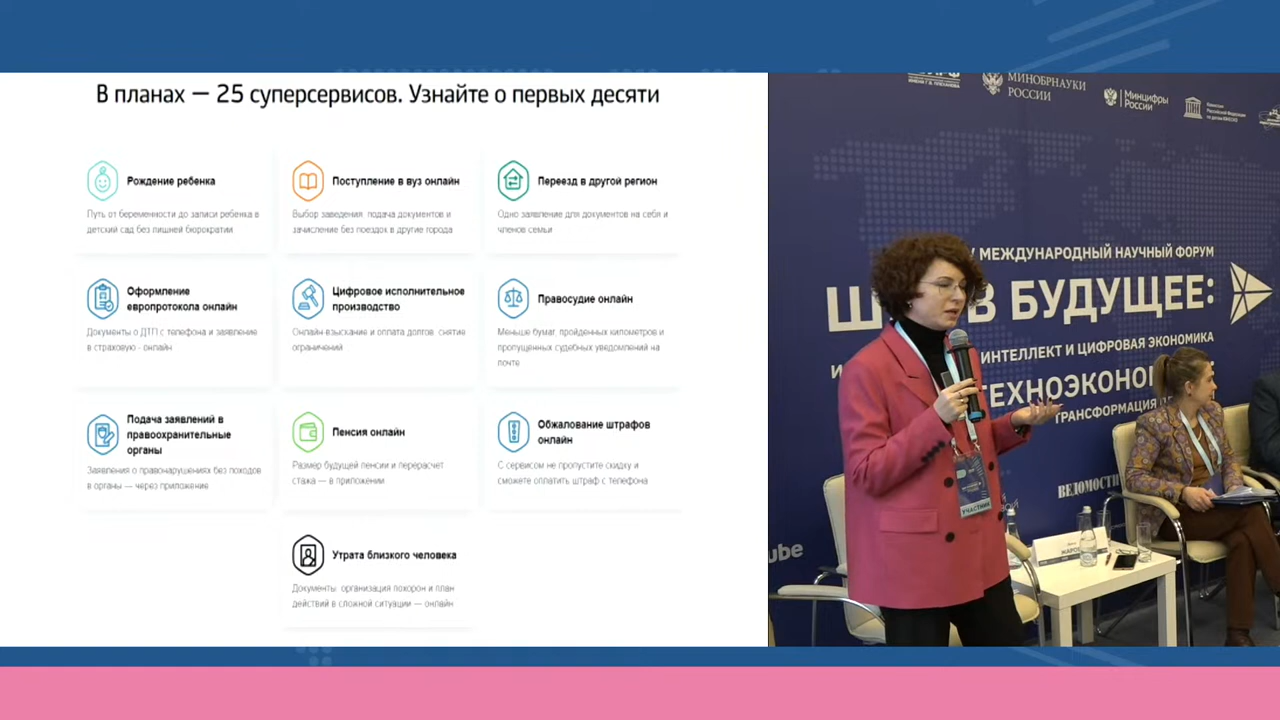 В планах — 25 суперсервисов. Узнайте о первых десяти
Рождение ребенка
Путь от беременности до записи ребенка в
детский сад без лишней бюрократии
Поступление в вуз онлайн
Выбор заведения подача документов и
зачисление без поездок в другие города
Переезд в другой регион
Одно заявление для документов на себя и
членов семьи
Оформление
европротокола онлайн
Документы о ДТП с телефона и заявление
в страховую - онлайн
Цифровое исполнительное
производство
Онлайн-взыскание и оплата долгов снятие
ограничений
Правосудие онлайн
Меньше бумаг, пройденных километров и
пропущенных судебных уведомлений на
почте
Подача заявлений в
правоохранительные
органы
Заявления о правонарушениях без походов
в органы — через приложение
Пенсия онлайн
Размер будущей пенсии и перерасчет
стажа — в приложении
Обжалование штрафов
онлайн
С сервисом не пропустите скидку и
сможете оплатить штраф с телефона
Утрата близкого человека
Документы организация похорон и план
действий в сложной ситуации — онлайн
МИНОБРНАУКИ
РОССИИ
Минцифры
России
МЕЖДУНАРОДНЫЙ НАУЧНЫЙ ФОРУМ
В БУДУЩЕЕ:
ИНТЕЛЛЕКТ И ЦИФРОВАЯ ЭКОНОМИКА
ВЕДОМОСТИ
УЧАСТНИК